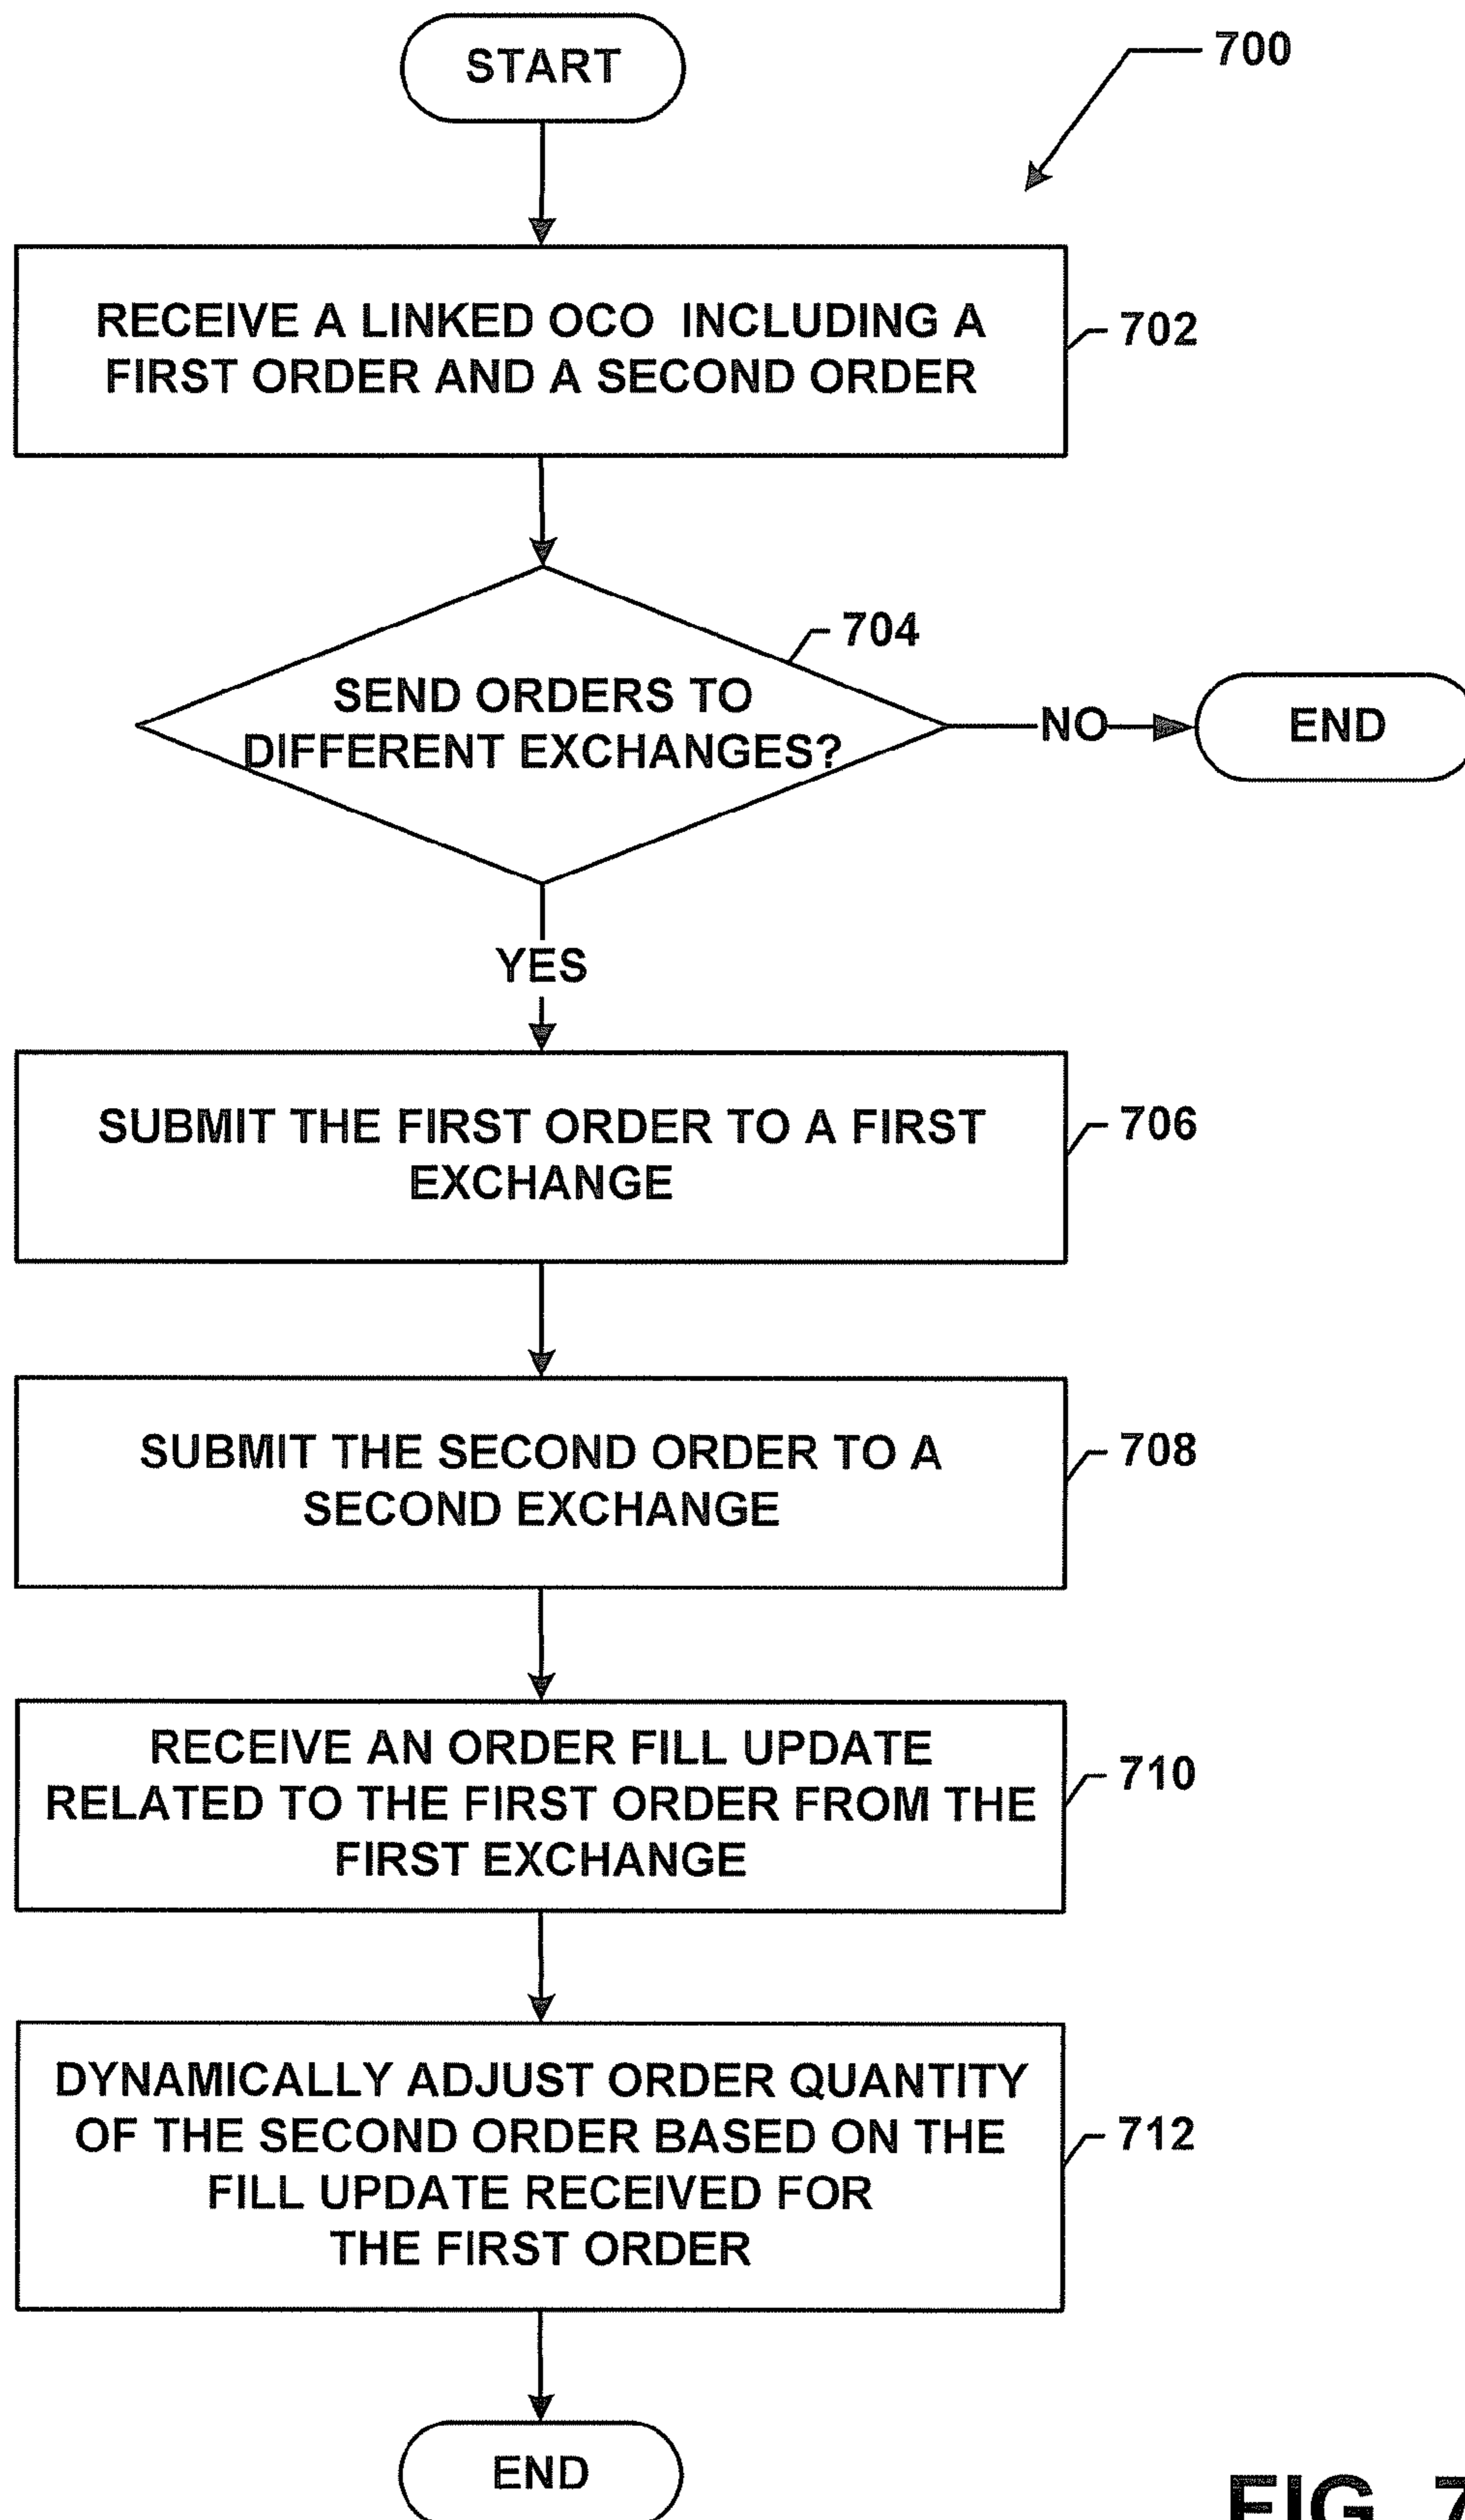 START
700
RECEIVE A LINKED OCO INCLUDING A
FIRST ORDER AND A SECOND ORDER
702
704
SEND ORDERS TO
DIFFERENT EXCHANGES?
NO
END
YES
SUBMIT THE FIRST ORDER TO A FIRST
EXCHANGE
706
SUBMIT THE SECOND ORDER TO A
SECOND EXCHANGE
708
RECEIVE AN ORDER FILL UPDATE
RELATED TO THE FIRST ORDER FROM THE
FIRST EXCHANGE
710
DYNAMICALLY ADJUST ORDER QUANTITY
OF THE SECOND ORDER BASED ON THE
FILL UPDATE RECEIVED FOR
THE FIRST ORDER
712
END
FIG. 7